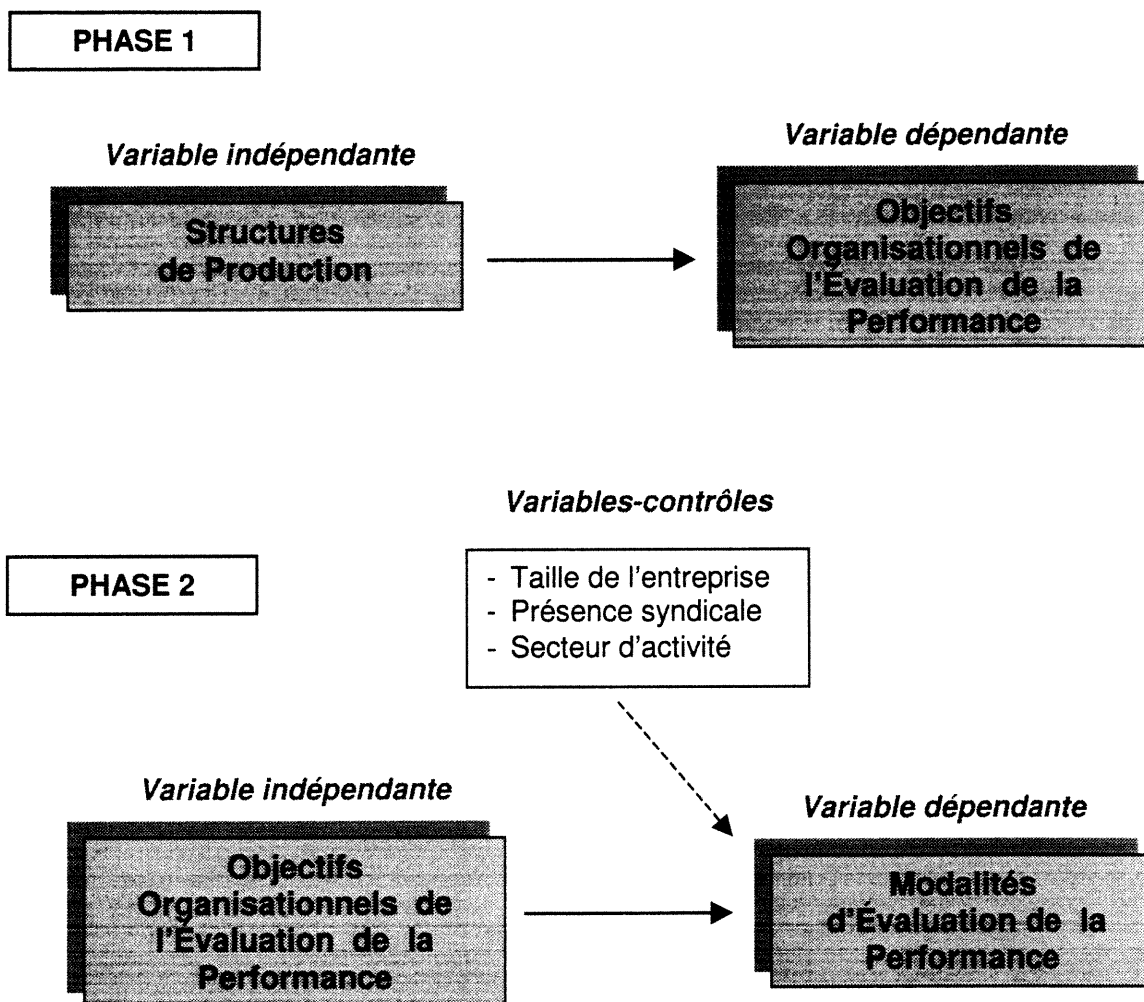 PHASE 1
Variable indépendante
Structures
de Production
Variable dépendante
Objectifs
Organisationnels de
l'Évaluation de la
Performance
Variables-contrôles
PHASE 2
- Taille de l'entreprise
- Présence syndicale
- Secteur d'activité
Variable indépendante
Objectifs
Organisationnels de
l'Évaluation de la
Performance
Variable dépendante
Modalités
d'Évaluation de la
Performance